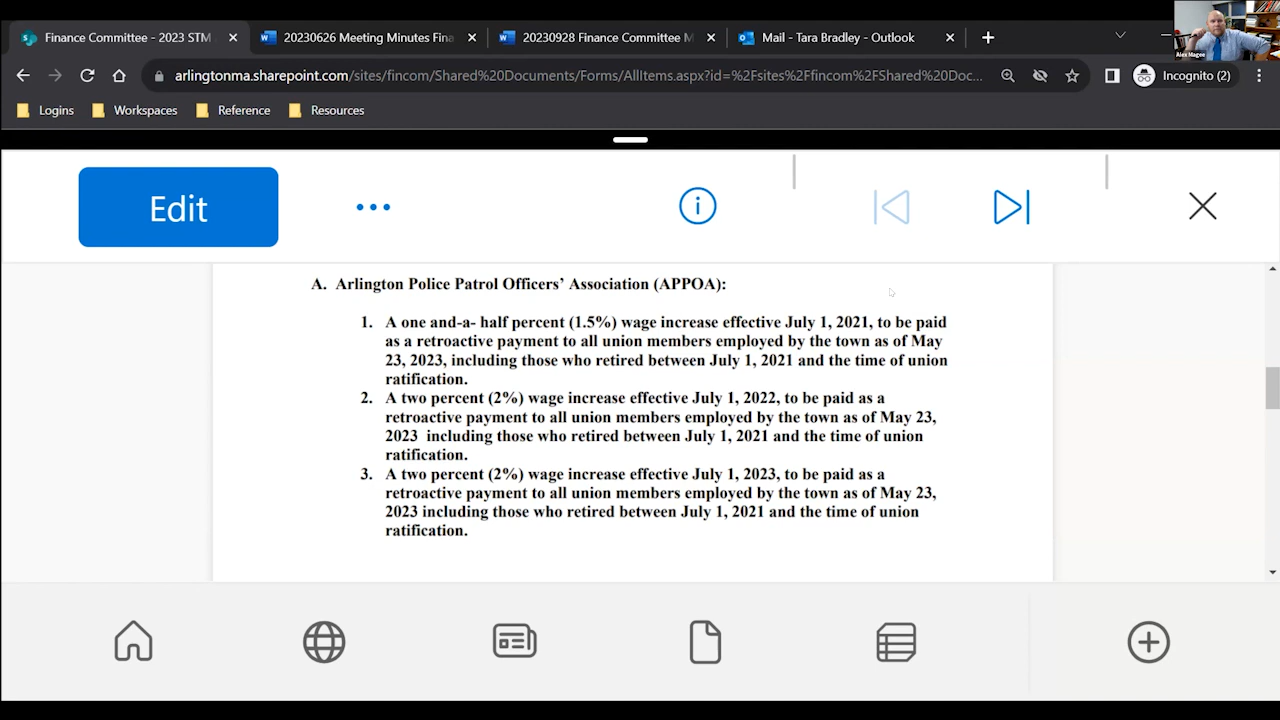 Finance Committee - 2023 STM
20230626 Meeting Minutes Fina
20230928 Finance Committee M
Mail - Tara Bradley - Outlook
Alex Magee
arlingtonma.sharepoint.com/sites/fincom/Shared%20Documents/Forms/AllItems.aspx?id=%2Fsites%2Ffincom%2FShared%20Doc...
Incognito (2)
Logins
Workspaces
Reference
Resources
Edit
A. Arlington Police Patrol Officers’ Association (APPOA):
1. A one and-a- half percent (1.5%) wage increase effective July 1, 2021, to be paid
as a retroactive payment to all union members employed by the town as of May
23, 2023, including those who retired between July 1, 2021 and the time of union
ratification.
2. A two percent (2%) wage increase effective July 1, 2022, to be paid as a
retroactive payment to all union members employed by the town as of May 23,
2023 including those who retired between July 1, 2021 and the time of union
ratification.
3. A two percent (2%) wage increase effective July 1, 2023, to be paid as a
retroactive payment to all union members employed by the town as of May 23,
2023 including those who retired between July 1, 2021 and the time of union
ratification.